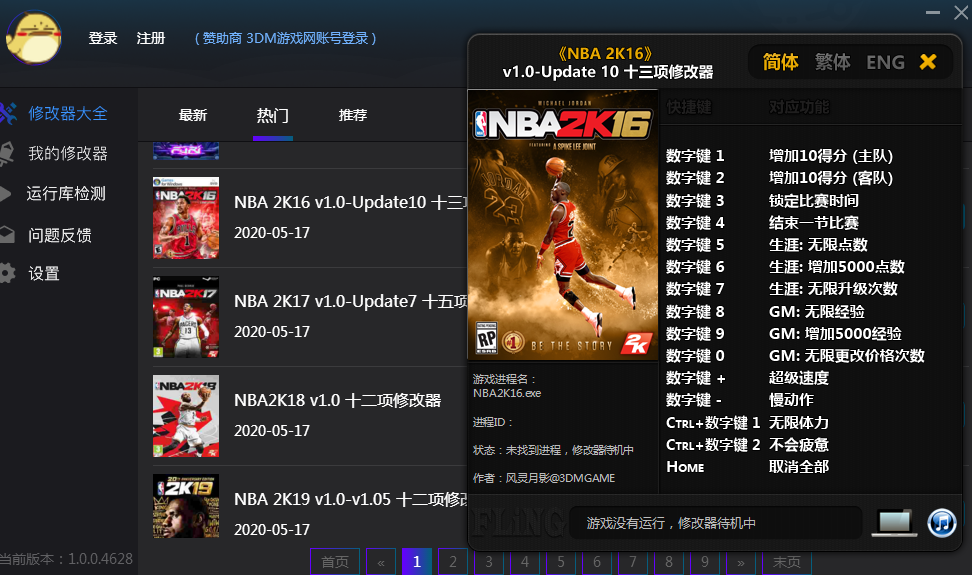 登录 注册 （ 赞助商 3DM游戏网账号登录 ）
修改器大全
我的修改器
运行库检测
问题反馈
设置
当前版本：1.0.0.4628
最新 热门 推荐
NBA 2K16 v1.0-Update10 十三项
2020-05-17
NBA 2K17 v1.0-Update7 十五项
2020-05-17
NBA2K18 v1.0 十二项修改器
2020-05-17
NBA 2K19 v1.0-v1.05 十二项修改
2020-05-17
首页 « 1 2 3 4 5 6 7 8 9 » 末页
《NBA 2K16》
v1.0-Update 10 十三项修改器
简体 繁体 ENG
MICHAEL JORDAN
NBA2K16
FEATURING A SPIKE LEE JOINT
BE THE STORY
2K
RP
ESRB
快捷键 对应功能
数字键 1 增加10得分 (主队)
数字键 2 增加10得分 (客队)
数字键 3 锁定比赛时间
数字键 4 结束一节比赛
数字键 5 生涯: 无限点数
数字键 6 生涯: 增加5000点数
数字键 7 生涯: 无限升级次数
数字键 8 GM: 无限经验
数字键 9 GM: 增加5000经验
数字键 0 GM: 无限更改价格次数
数字键 + 超级速度
数字键 - 慢动作
Ctrl+数字键 1 无限体力
Ctrl+数字键 2 不会疲惫
Home 取消全部
游戏进程名：
NBA2K16.exe
进程ID：
状态：未找到进程，修改器待机中
作者：风灵月影@3DMGAME
FLING
游戏没有运行，修改器待机中